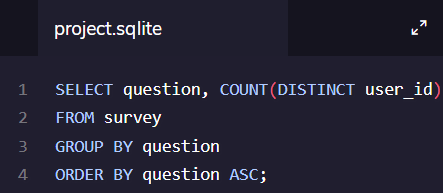 project.sqlite
1 SELECT question, COUNT(DISTINCT user_id)
2 FROM survey
3 GROUP BY question
4 ORDER BY question ASC;